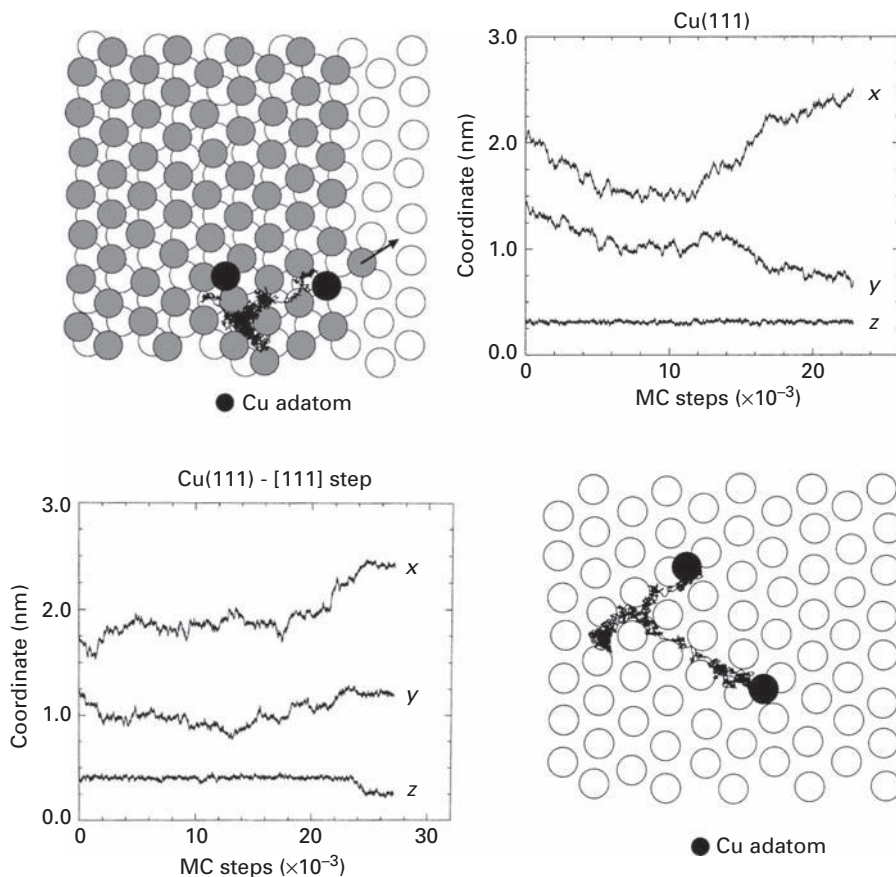 Cu adatom
Cu(111)
3.0
2.0
1.0
0.0
Coordinate (nm)
x
y
z
0
10
20
MC steps (×10⁻³)
Cu(111) - [111] step
3.0
2.0
1.0
0.0
Coordinate (nm)
x
y
z
0
10
20
30
MC steps (×10⁻³)
Cu adatom